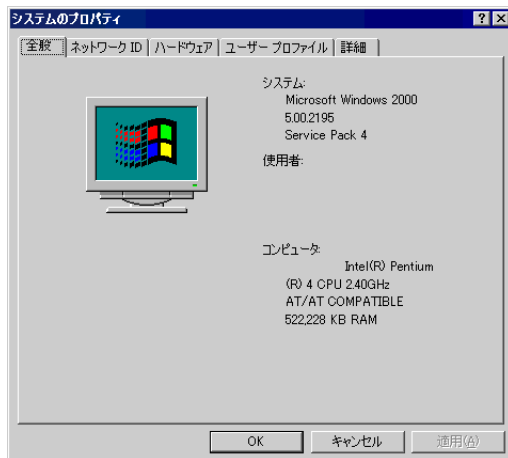 システムのプロパティ
全般 ネットワーク ID ハードウェア ユーザー プロファイル 詳細
システム:
Microsoft Windows 2000
5.00.2195
Service Pack 4
使用者:
コンピュータ:
Intel(R) Pentium
(R) 4 CPU 2.40GHz
AT/AT COMPATIBLE
522,228 KB RAM
OK キャンセル 適用(A)